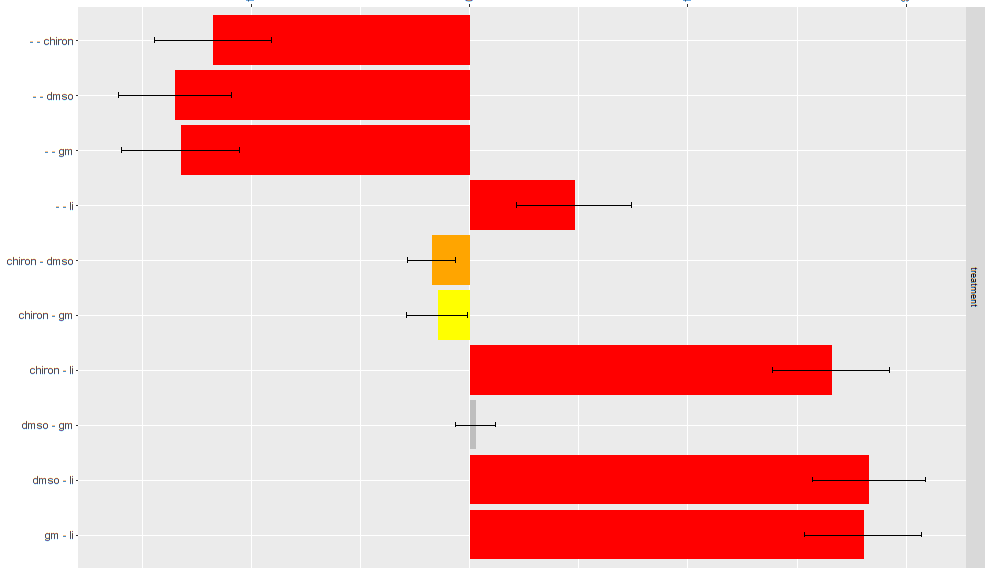 - - chiron
- - dmso
- - gm
- - li
chiron - dmso
chiron - gm
chiron - li
dmso - gm
dmso - li
gm - li
treatment